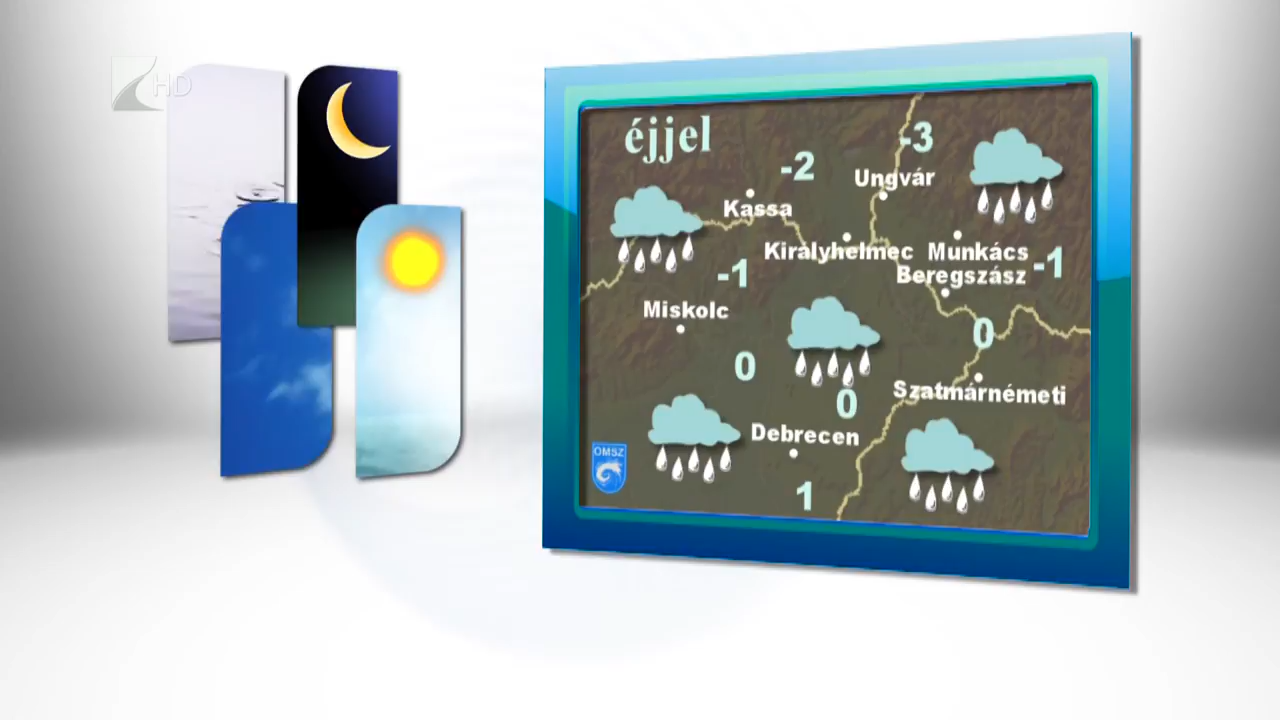 HD
éjjel
-3
-2
Ungvár
Kassa
Királyhelmec
Munkács
-1
Beregszász
-1
Miskolc
0
0
Szatmárnémeti
0
Debrecen
OMSZ
1